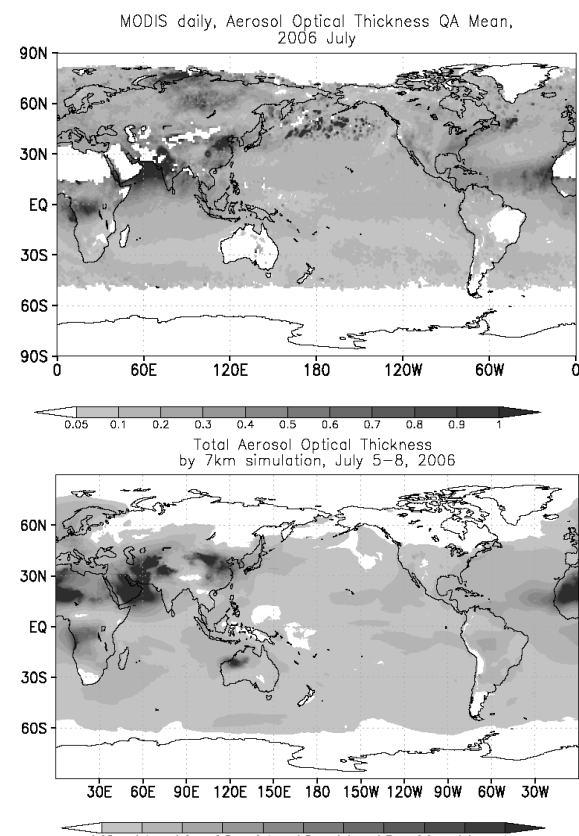 MODIS daily, Aerosol Optical Thickness QA Mean,
2006 July
90N
60N
30N
EQ
30S
60S
90S
0 60E 120E 180 120W 60W 0
0.05 0.1 0.2 0.3 0.4 0.5 0.6 0.7 0.8 0.9 1
Total Aerosol Optical Thickness
by 7km simulation, July 5-8, 2006
60N
30N
EQ
30S
60S
30E 60E 90E 120E 150E 180 150W 120W 90W 60W 30W